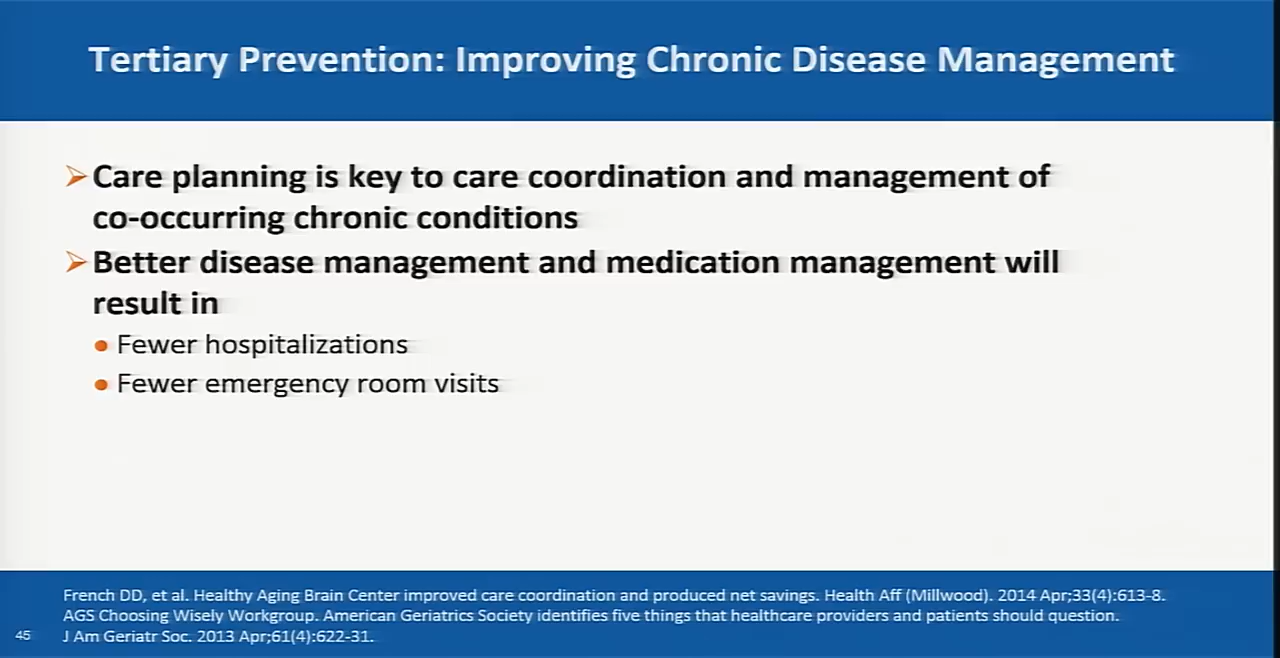 Tertiary Prevention: Improving Chronic Disease Management
Care planning is key to care coordination and management of
co-occurring chronic conditions
Better disease management and medication management will
result in
Fewer hospitalizations
Fewer emergency room visits
French DD, et al. Healthy Aging Brain Center improved care coordination and produced net savings. Health Aff (Millwood). 2014 Apr;33(4):613-8.
AGS Choosing Wisely Workgroup. American Geriatrics Society identifies five things that healthcare providers and patients should question.
45 J Am Geriatr Soc. 2013 Apr;61(4):622-31.